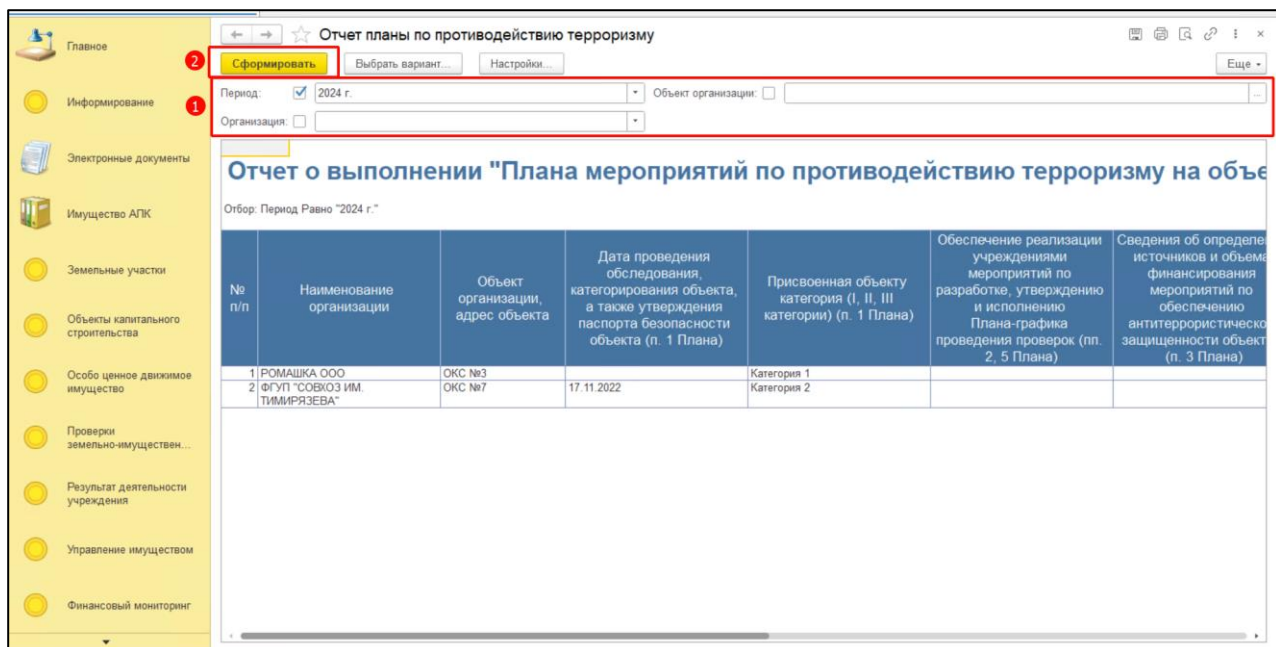 Главное
Информирование
Электронные документы
Имущество АПК
Земельные участки
Объекты капитального
строительства
Особо ценное движимое
имущество
Проверки
земельно-имуществен...
Результат деятельности
учреждения
Управление имуществом
Финансовый мониторинг
Отчет планы по противодействию терроризму
2
Сформировать
Выбрать вариант...
Настройки...
Еще
1
Период:
2024 г.
Объект организации:
Организация:
Отчет о выполнении "Плана мероприятий по противодействию терроризму на объе
Отбор: Период Равно "2024 г."
№
п/п
Наименование
организации
Объект
организации,
адрес объекта
Дата проведения
обследования,
категорирования объекта,
а также утверждения
паспорта безопасности
объекта (п. 1 Плана)
Присвоенная объекту
категория (I, II, III
категории) (п. 1 Плана)
Обеспечение реализации
учреждениями
мероприятий по
разработке, утверждению
и исполнению
Плана-графика
проведения проверок (пп.
2, 5 Плана)
Сведения об определе
источников и объема
финансирования
мероприятий по
обеспечению
антитеррористическо
защищенности объект
(п. 3 Плана)
1 РОМАШКА ООО ОКС №3 Категория 1
2 ФГУП "СОВХОЗ ИМ. ОКС №7 17.11.2022 Категория 2
ТИМИРЯЗЕВА"